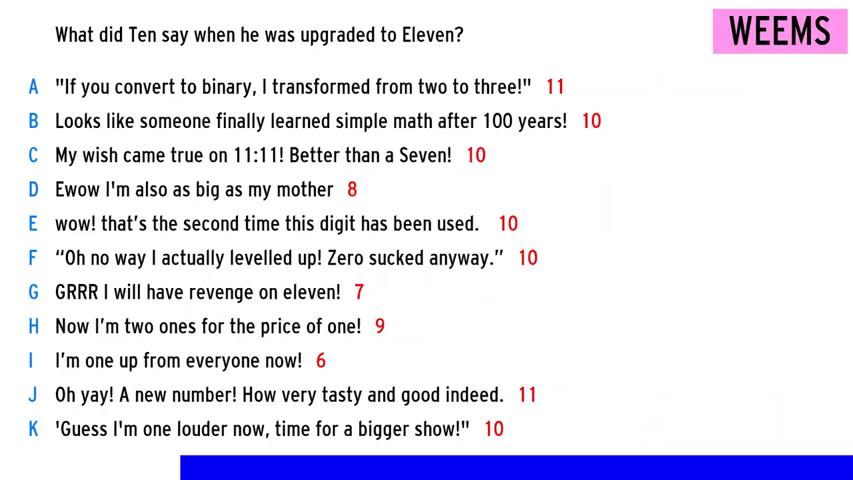 What did Ten say when he was upgraded to Eleven?
WEEMS
A "If you convert to binary, I transformed from two to three!" 11
B Looks like someone finally learned simple math after 100 years! 10
C My wish came true on 11:11! Better than a Seven! 10
D Ewow I'm also as big as my mother 8
E wow! that’s the second time this digit has been used. 10
F “Oh no way I actually levelled up! Zero sucked anyway.” 10
G GRRR I will have revenge on eleven! 7
H Now I’m two ones for the price of one! 9
I I’m one up from everyone now! 6
J Oh yay! A new number! How very tasty and good indeed. 11
K 'Guess I'm one louder now, time for a bigger show!" 10